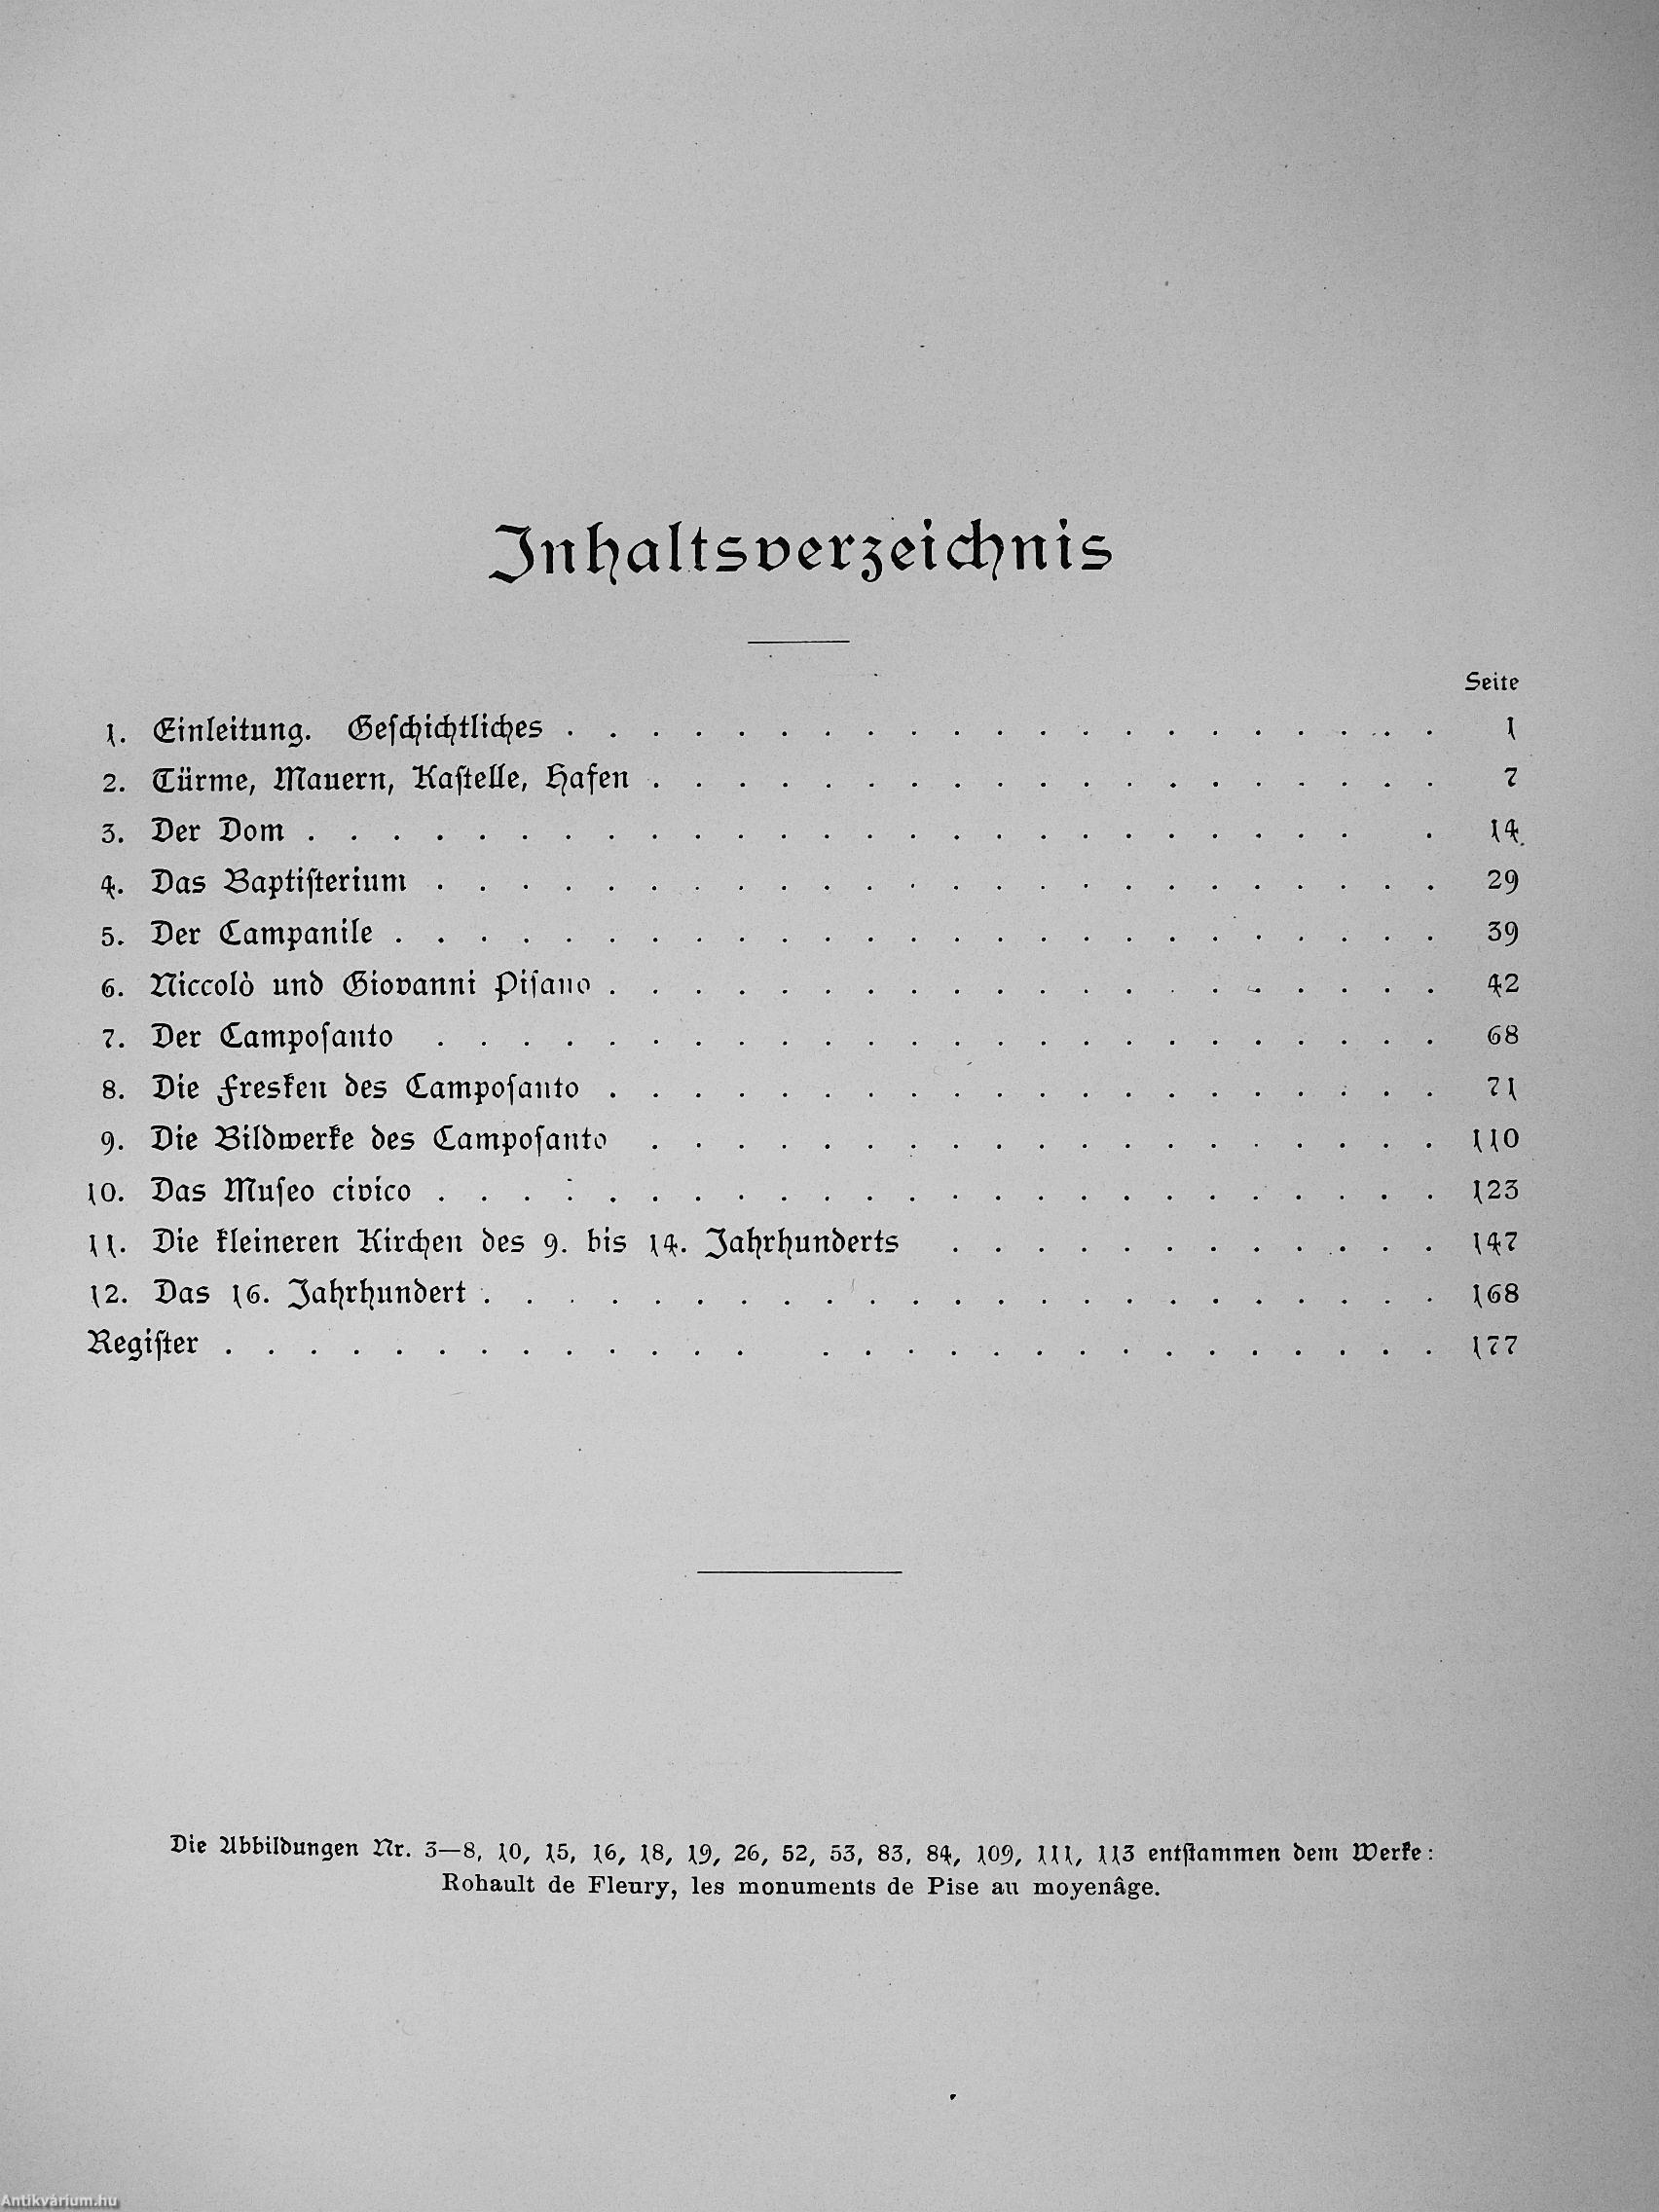 Inhaltsverzeichnis
Seite
1. Einleitung. Geſchichtliches . . . . . . . . . . . . . . . . . . . . . 1
2. Türme, Mauern, Kaſtelle, Hafen . . . . . . . . . . . . . . . . . . . 7
3. Der Dom . . . . . . . . . . . . . . . . . . . . . . . . . . 14
4. Das Baptiſterium . . . . . . . . . . . . . . . . . . . . . . . . 29
5. Der Campanile . . . . . . . . . . . . . . . . . . . . . . . . . 39
6. Niccolò und Giovanni Piſano . . . . . . . . . . . . . . . . . . . . 42
7. Der Campoſanto . . . . . . . . . . . . . . . . . . . . . . . . 68
8. Die Fresken des Campoſanto . . . . . . . . . . . . . . . . . . . . 71
9. Die Bildwerke des Campoſanto . . . . . . . . . . . . . . . . . . . 110
10. Das Muſeo civico . . . . . . . . . . . . . . . . . . . . . . . . 123
11. Die kleineren Kirchen des 9. bis 14. Jahrhunderts . . . . . . . . . . . . 147
12. Das 16. Jahrhundert . . . . . . . . . . . . . . . . . . . . . . . 168
Regiſter . . . . . . . . . . . . . . . . . . . . . . . . . . . . 177
Die Abbildungen Nr. 3—8, 10, 15, 16, 18, 19, 26, 52, 53, 83, 84, 109, 111, 113 entſtammen dem Werke:
Rohault de Fleury, les monuments de Pise au moyenâge.
Antikvárium.hu